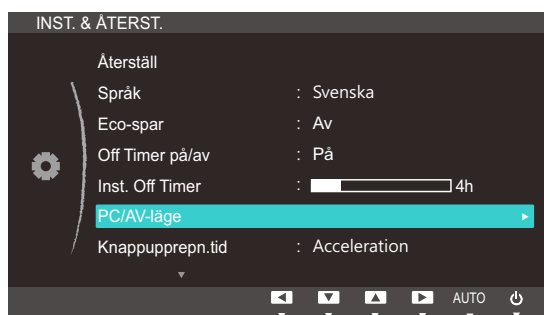 INST. & ÅTERST.
Återställ
Språk : Svenska
Eco-spar : Av
Off Timer på/av : På
Inst. Off Timer : 4h
PC/AV-läge
Knappupprepn.tid : Acceleration
AUTO